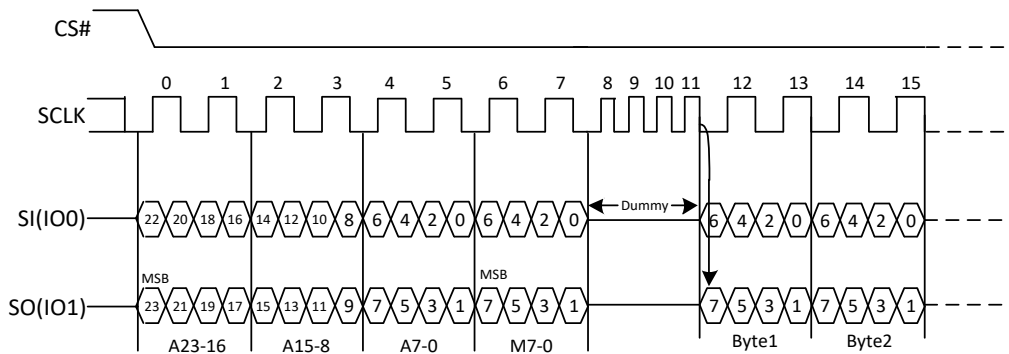 CS#
0 1 2 3 4 5 6 7 8 9 10 11 12 13 14 15
SCLK
SI(IO0) 22 20 18 16 14 12 10 8 6 4 2 0 6 4 2 0 Dummy 6 4 2 0 6 4 2 0
MSB MSB
SO(IO1) 23 21 19 17 15 13 11 9 7 5 3 1 7 5 3 1 7 5 3 1 7 5 3 1
A23-16 A15-8 A7-0 M7-0 Byte1 Byte2